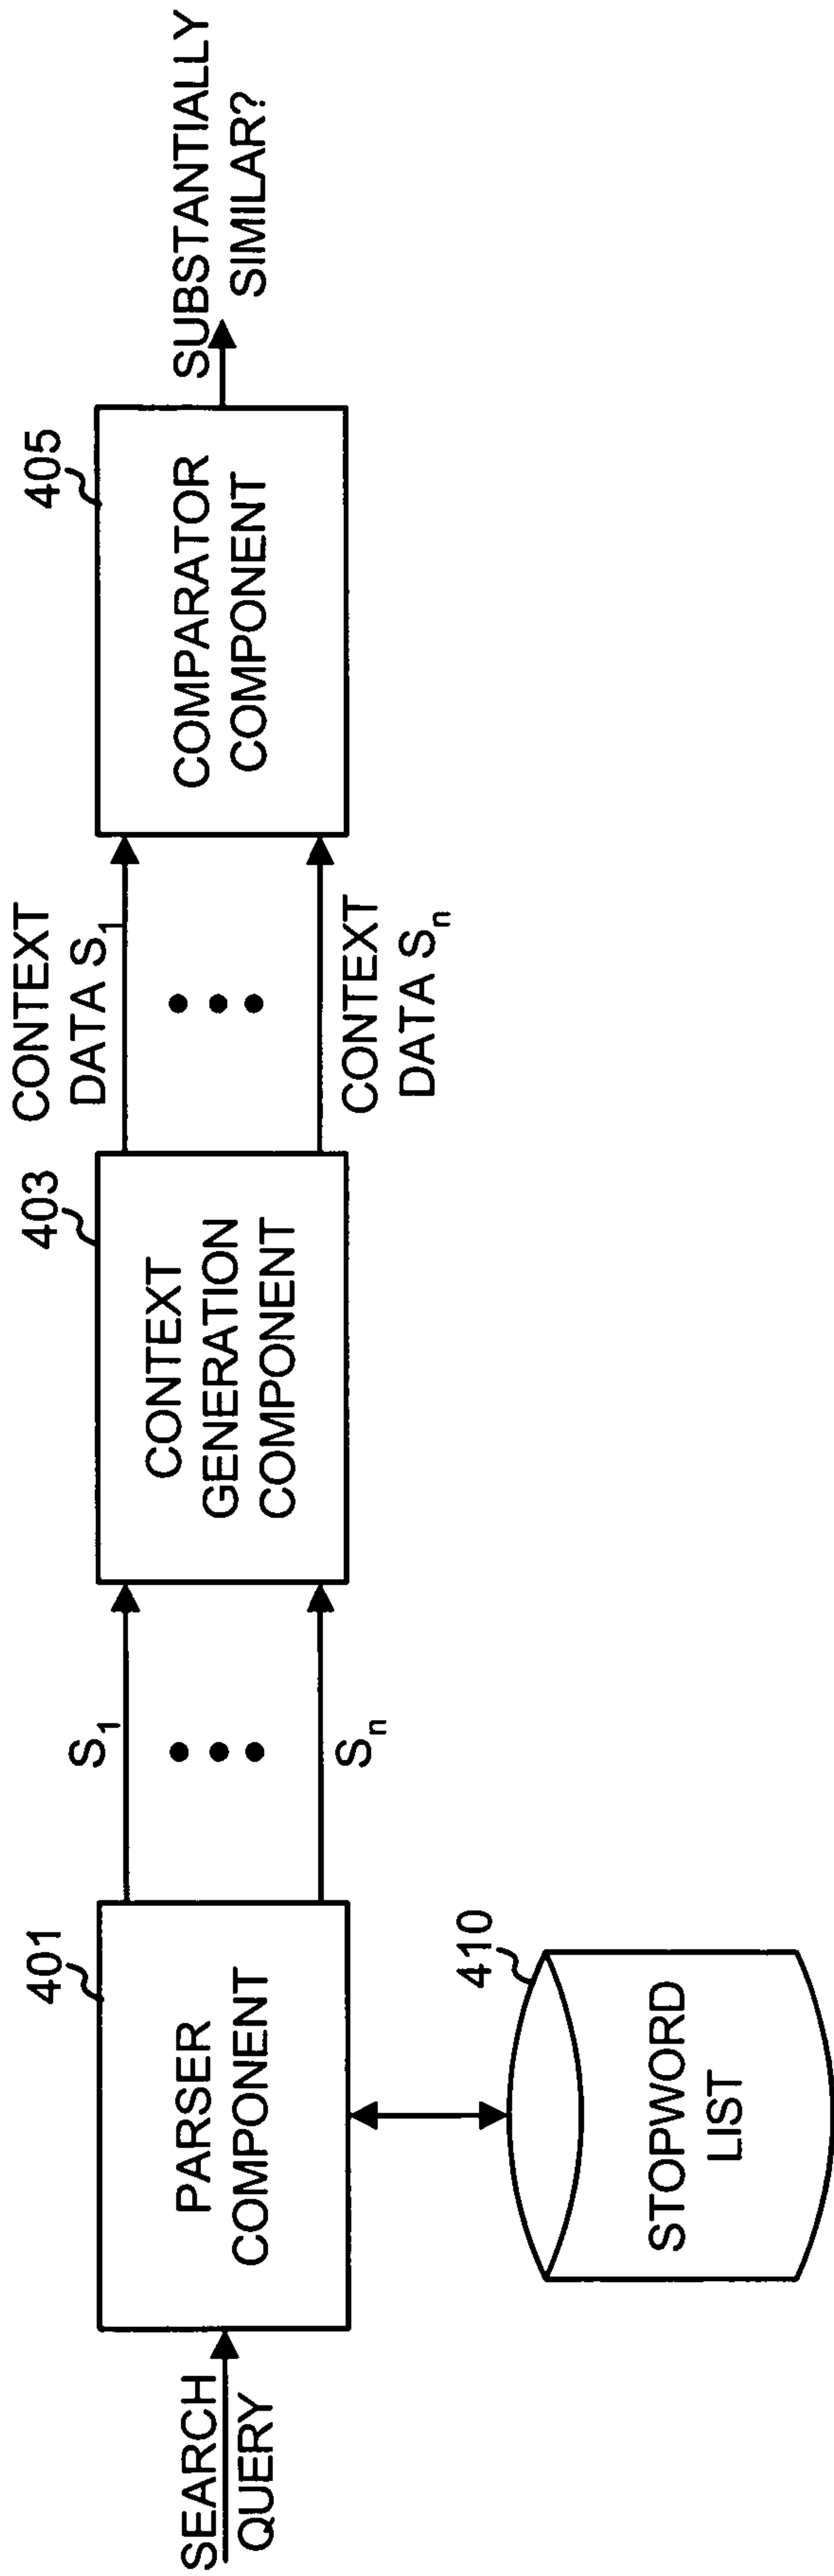 SEARCH
QUERY
401
PARSER
COMPONENT
410
STOPWORD
LIST
S1
Sn
403
CONTEXT
GENERATION
COMPONENT
CONTEXT
DATA S1
CONTEXT
DATA Sn
405
COMPARATOR
COMPONENT
SUBSTANTIALLY
SIMILAR?